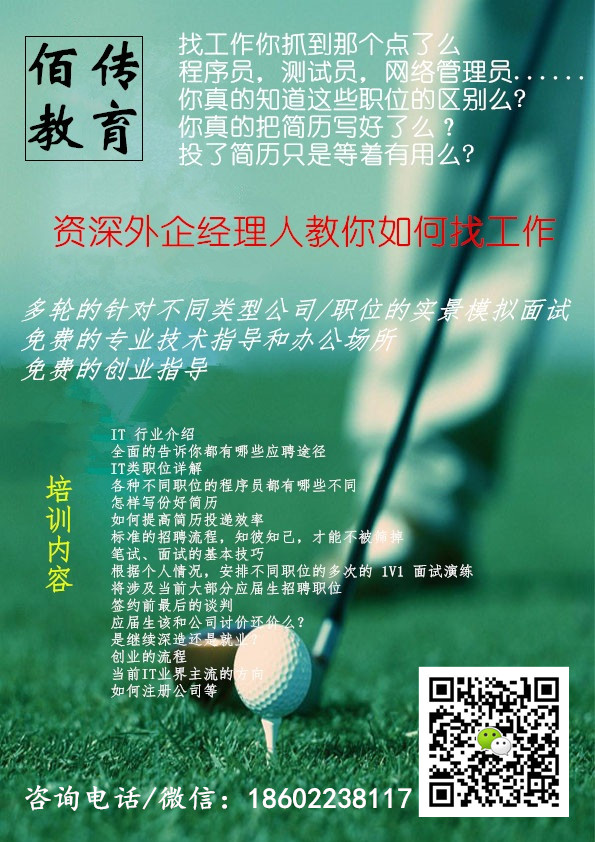 佰传
教育
找工作你抓到那个点了么
程序员，测试员，网络管理员......
你真的知道这些职位的区别么?
你真的把简历写好了么？
投了简历只是等着有用么?
资深外企经理人教你如何找工作
多轮的针对不同类型公司/职位的实景模拟面试
免费的专业技术指导和办公场所
免费的创业指导
培训内容
IT 行业介绍
全面的告诉你都有哪些应聘途径
IT类职位详解
各种不同职位的程序员都有哪些不同
怎样写份好简历
如何提高简历投递效率
标准的招聘流程，知彼知己，才能不被筛掉
笔试、面试的基本技巧
根据个人情况，安排不同职位的多次的 1V1 面试演练
将涉及当前大部分应届生招聘职位
签约前最后的谈判
应届生该和公司讨价还价么?
是继续深造还是就业?
创业的流程
当前IT业界主流的方向
如何注册公司等
咨询电话/微信：18602238117